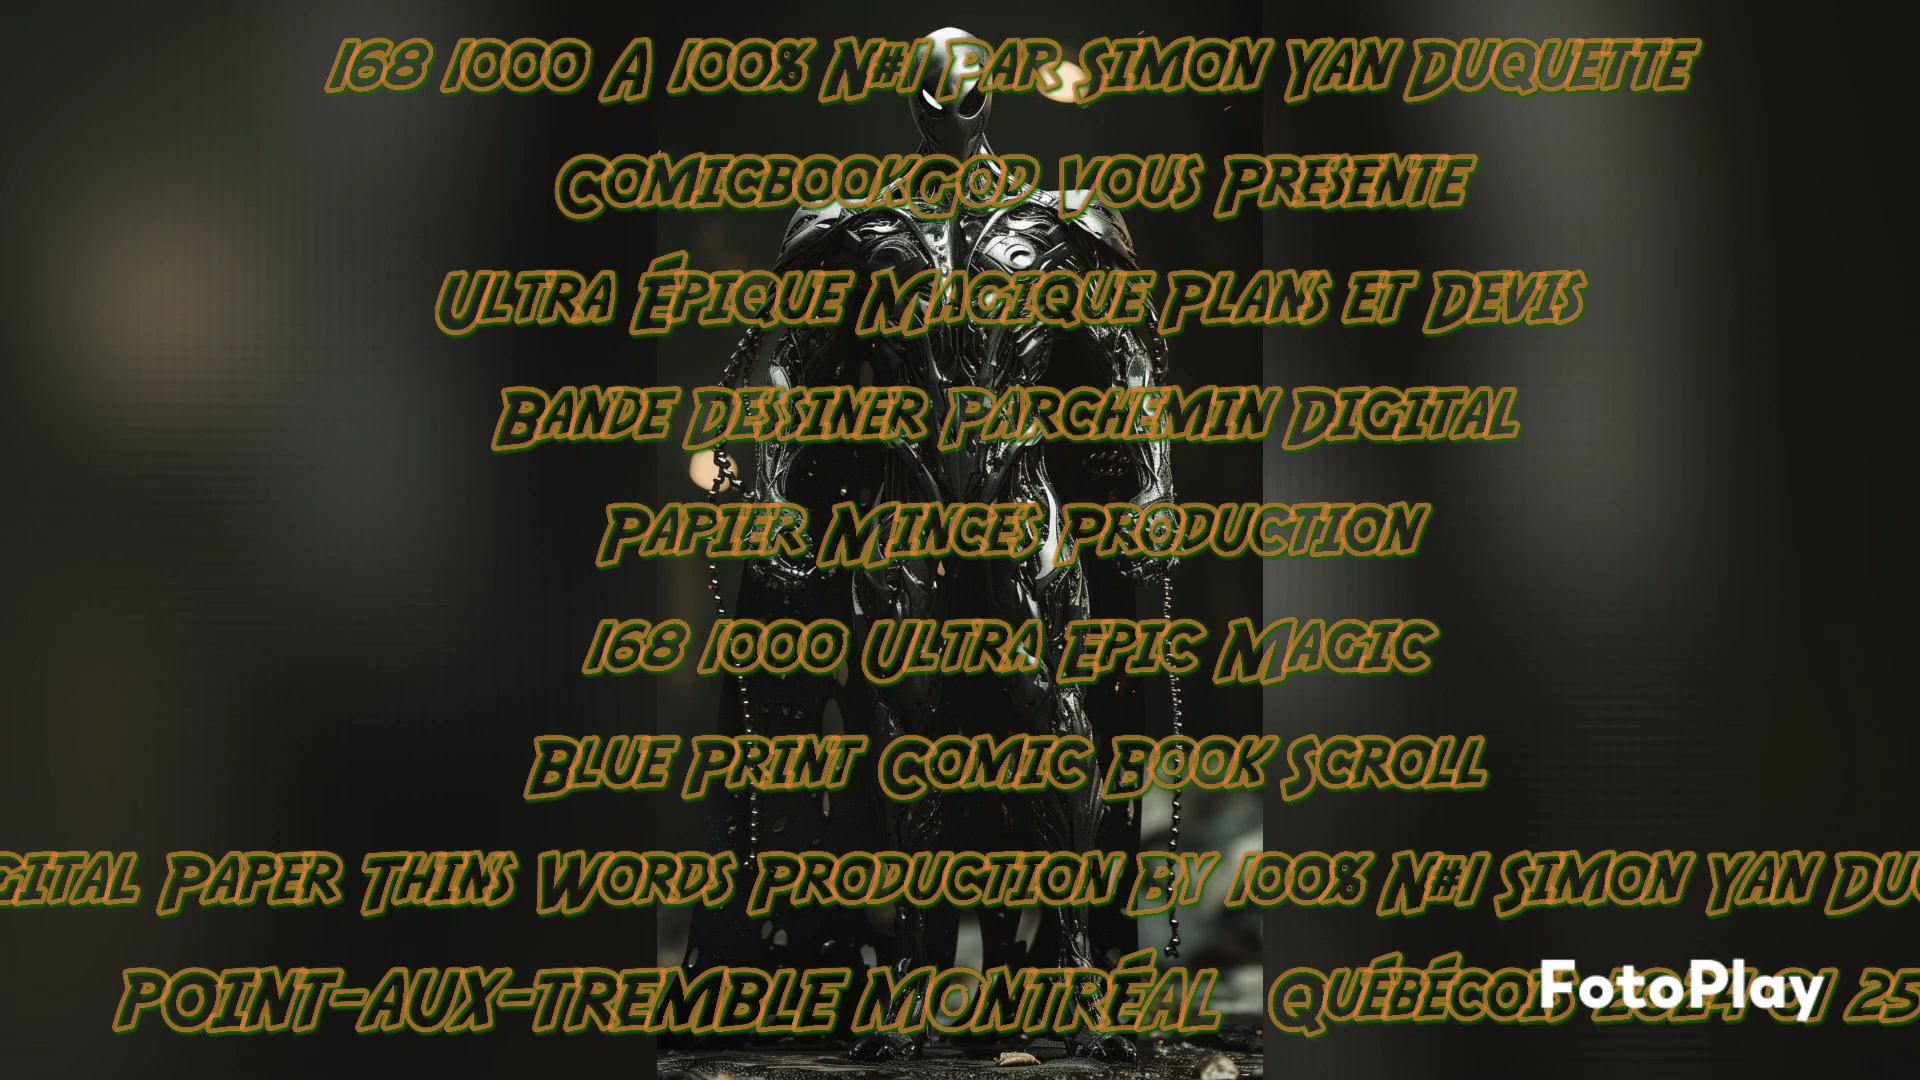 168 1000 A 100% N#1 Par Simon Yan Duquette
ComicbookGod Vous Presente
Ultra Épique Magique Plans et Devis
Bande Dessiner Parchemin Digital
Papier Minces Production
168 1000 Ultra Epic Magic
Blue Print Comic Book Scroll
gital Paper Thins Words Production By 100% N#1 Simon Yan Du
POINT-AUX-TREMBLE MONTRÉAL Québécois 25
FotoPlay